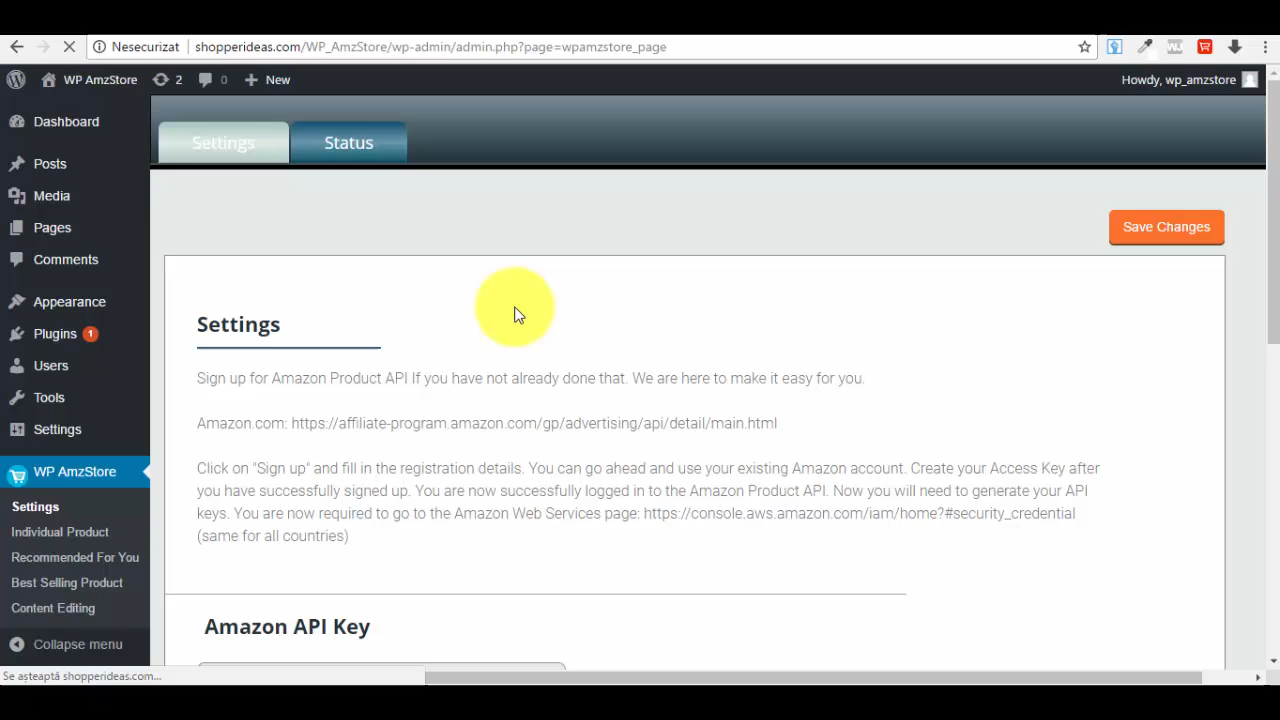 Nesecurizat shopperideas.com/WP_AmzStore/wp-admin/admin.php?page=wpamzstore_page
WP AmzStore 2 0 New Howdy, wp_amzstore
Dashboard
Posts
Media
Pages
Comments
Appearance
Plugins 1
Users
Tools
Settings
WP AmzStore
Settings
Individual Product
Recommended For You
Best Selling Product
Content Editing
Collapse menu
Settings Status
Save Changes
Settings
Sign up for Amazon Product API If you have not already done that. We are here to make it easy for you.
Amazon.com: https://affiliate-program.amazon.com/gp/advertising/api/detail/main.html
Click on "Sign up" and fill in the registration details. You can go ahead and use your existing Amazon account. Create your Access Key after
you have successfully signed up. You are now successfully logged in to the Amazon Product API. Now you will need to generate your API
keys. You are now required to go to the Amazon Web Services page: https://console.aws.amazon.com/iam/home?#security_credential
(same for all countries)
Amazon API Key
Se așteaptă shopperideas.com...